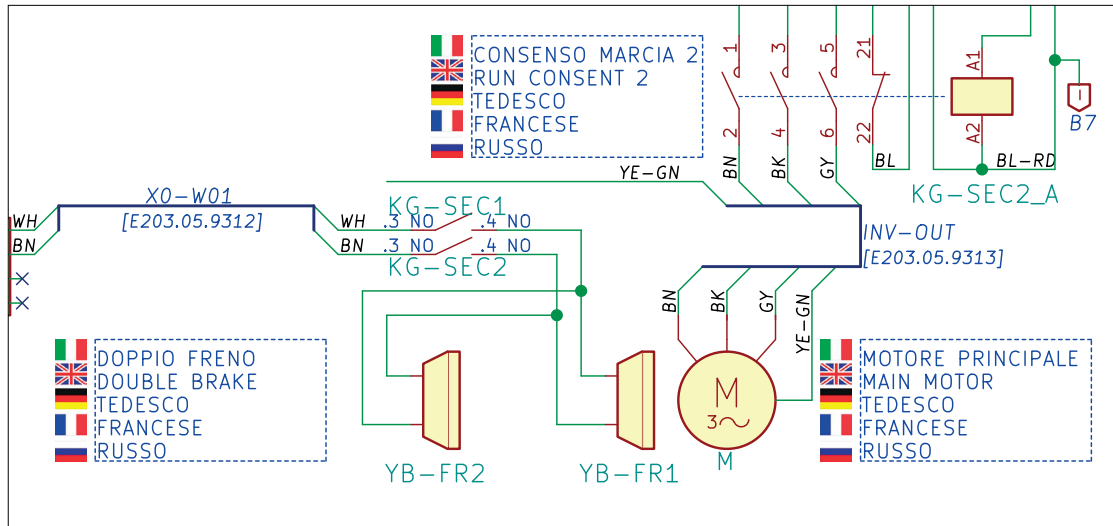 CONSENSO MARCIA 2
RUN CONSENT 2
TEDESCO
FRANCESE
RUSSO
1 3 5 21
2 4 6 22
A1
A2
B7
BN BK GY BL BL-RD
KG-SEC2_A
YE-GN
X0-W01
[E203.05.9312]
WH
BN
WH
BN
KG-SEC1
.3 NO .4 NO
.3 NO .4 NO
KG-SEC2
INV-OUT
[E203.05.9313]
BN BK GY YE-GN
DOPPIO FRENO
DOUBLE BRAKE
TEDESCO
FRANCESE
RUSSO
YB-FR2
YB-FR1
M
3~
M
MOTORE PRINCIPALE
MAIN MOTOR
TEDESCO
FRANCESE
RUSSO